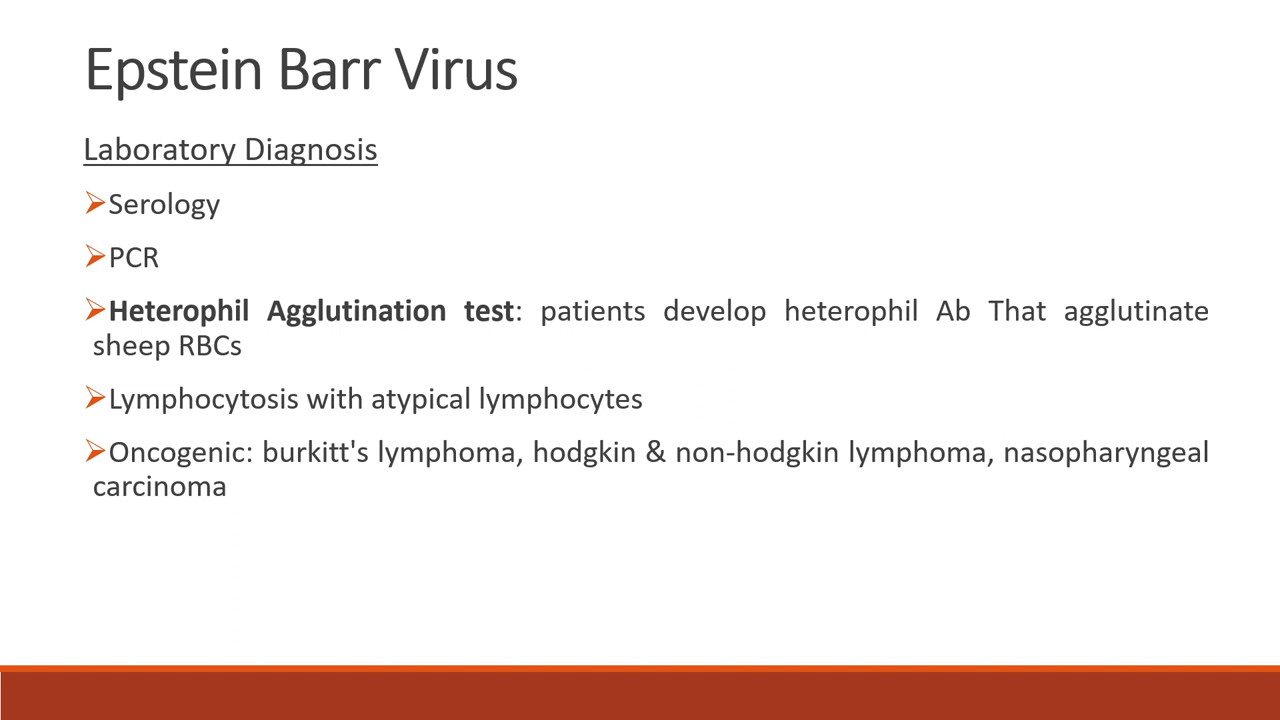 Epstein Barr Virus
Laboratory Diagnosis
➢Serology
➢PCR
➢Heterophil Agglutination test: patients develop heterophil Ab That agglutinate
sheep RBCs
➢Lymphocytosis with atypical lymphocytes
➢Oncogenic: burkitt's lymphoma, hodgkin & non-hodgkin lymphoma, nasopharyngeal
carcinoma